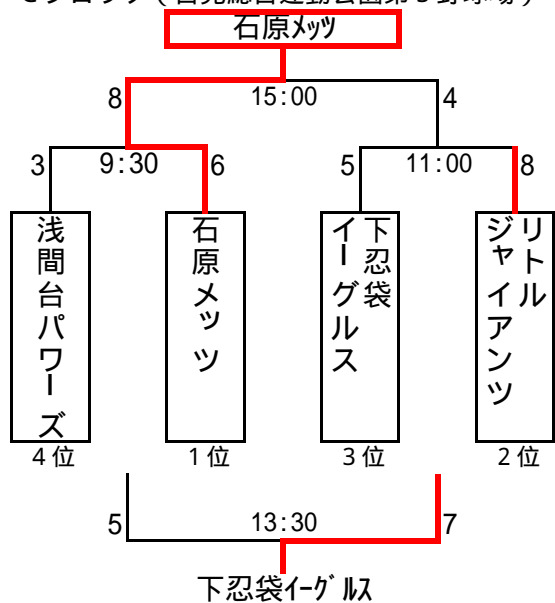 石原メッツ
8 15:00 4
3 9:30 6 5 11:00 8
浅間台パワーズ
石原メッツ
下忍袋
イーグルス
リトル
ジャイアンツ
4位 1位 3位 2位
5 13:30 7
下忍袋イーグルス